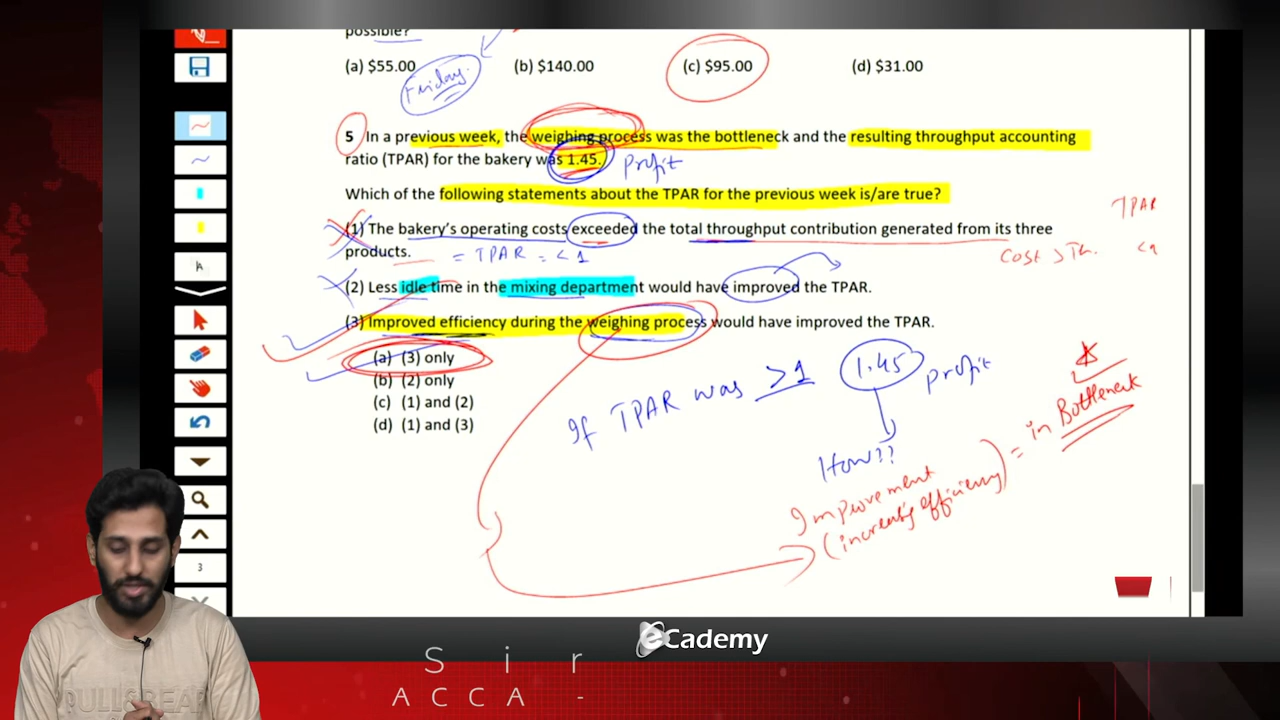 possible?
(a) $55.00
(b) $140.00
(c) $95.00
(d) $31.00
Friday
5 In a previous week, the weighing process was the bottleneck and the resulting throughput accounting
ratio (TPAR) for the bakery was 1.45. Profit
Which of the following statements about the TPAR for the previous week is/are true?
TPAR
(1) The bakery's operating costs exceeded the total throughput contribution generated from its three
products. = TPAR = <1
Cost > Th.
(2) Less idle time in the mixing department would have improved the TPAR.
(3) Improved efficiency during the weighing process would have improved the TPAR.
(a) (3) only
(b) (2) only
(c) (1) and (2)
(d) (1) and (3)
If TPAR was >1 1.45 profit
How??
Improvement
(increating efficiency) = in Bottleneck
3
eCademy
Sir
ACCA -